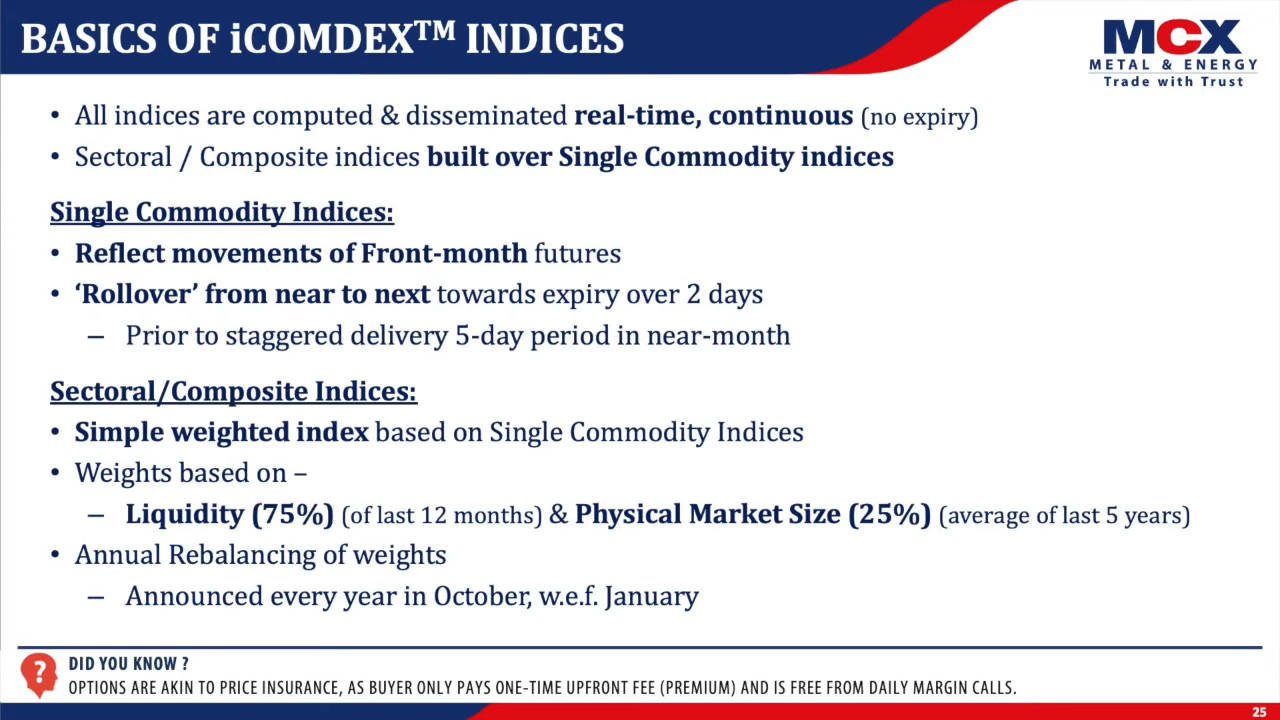 BASICS OF iCOMDEX™ INDICES
MCX
METAL & ENERGY
Trade with Trust
• All indices are computed & disseminated real-time, continuous (no expiry)
• Sectoral / Composite indices built over Single Commodity indices
Single Commodity Indices:
• Reflect movements of Front-month futures
• ‘Rollover’ from near to next towards expiry over 2 days
– Prior to staggered delivery 5-day period in near-month
Sectoral/Composite Indices:
• Simple weighted index based on Single Commodity Indices
• Weights based on –
– Liquidity (75%) (of last 12 months) & Physical Market Size (25%) (average of last 5 years)
• Annual Rebalancing of weights
– Announced every year in October, w.e.f. January
?
DID YOU KNOW ?
OPTIONS ARE AKIN TO PRICE INSURANCE, AS BUYER ONLY PAYS ONE-TIME UPFRONT FEE (PREMIUM) AND IS FREE FROM DAILY MARGIN CALLS.
25